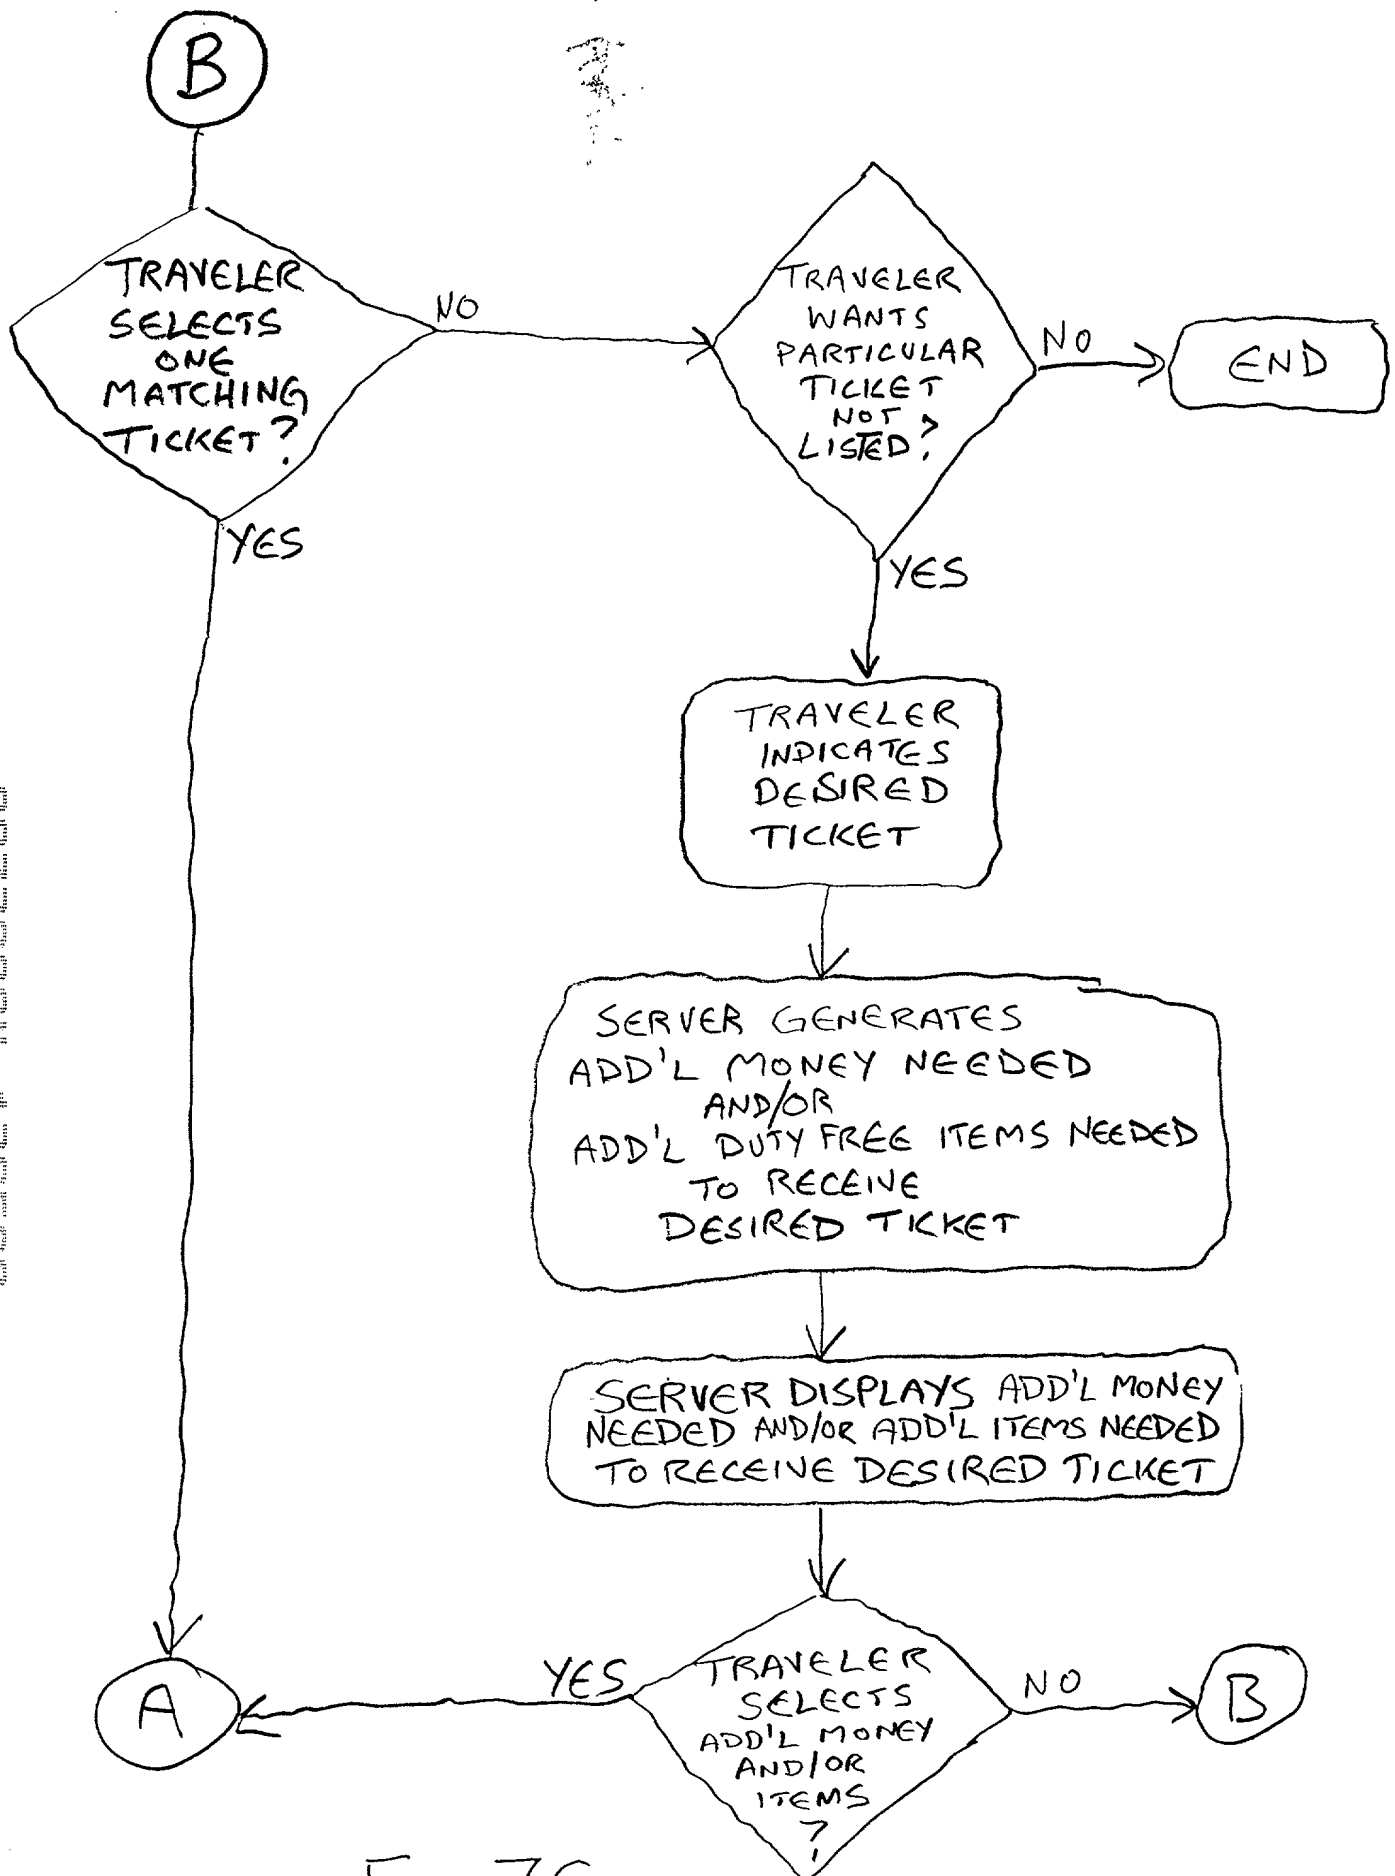 B
TRAVELER
SELECTS
ONE
MATCHING
TICKET?
NO
YES
TRAVELER
WANTS
PARTICULAR
TICKET
NOT
LISTED?
NO
END
YES
TRAVELER
INDICATES
DESIRED
TICKET
SERVER GENERATES
ADD'L MONEY NEEDED
AND/OR
ADD'L DUTY FREE ITEMS NEEDED
TO RECEIVE
DESIRED TICKET
SERVER DISPLAYS ADD'L MONEY
NEEDED AND/OR ADD'L ITEMS NEEDED
TO RECEIVE DESIRED TICKET
TRAVELER
SELECTS
ADD'L MONEY
AND/OR
ITEMS
?
YES
A
NO
B